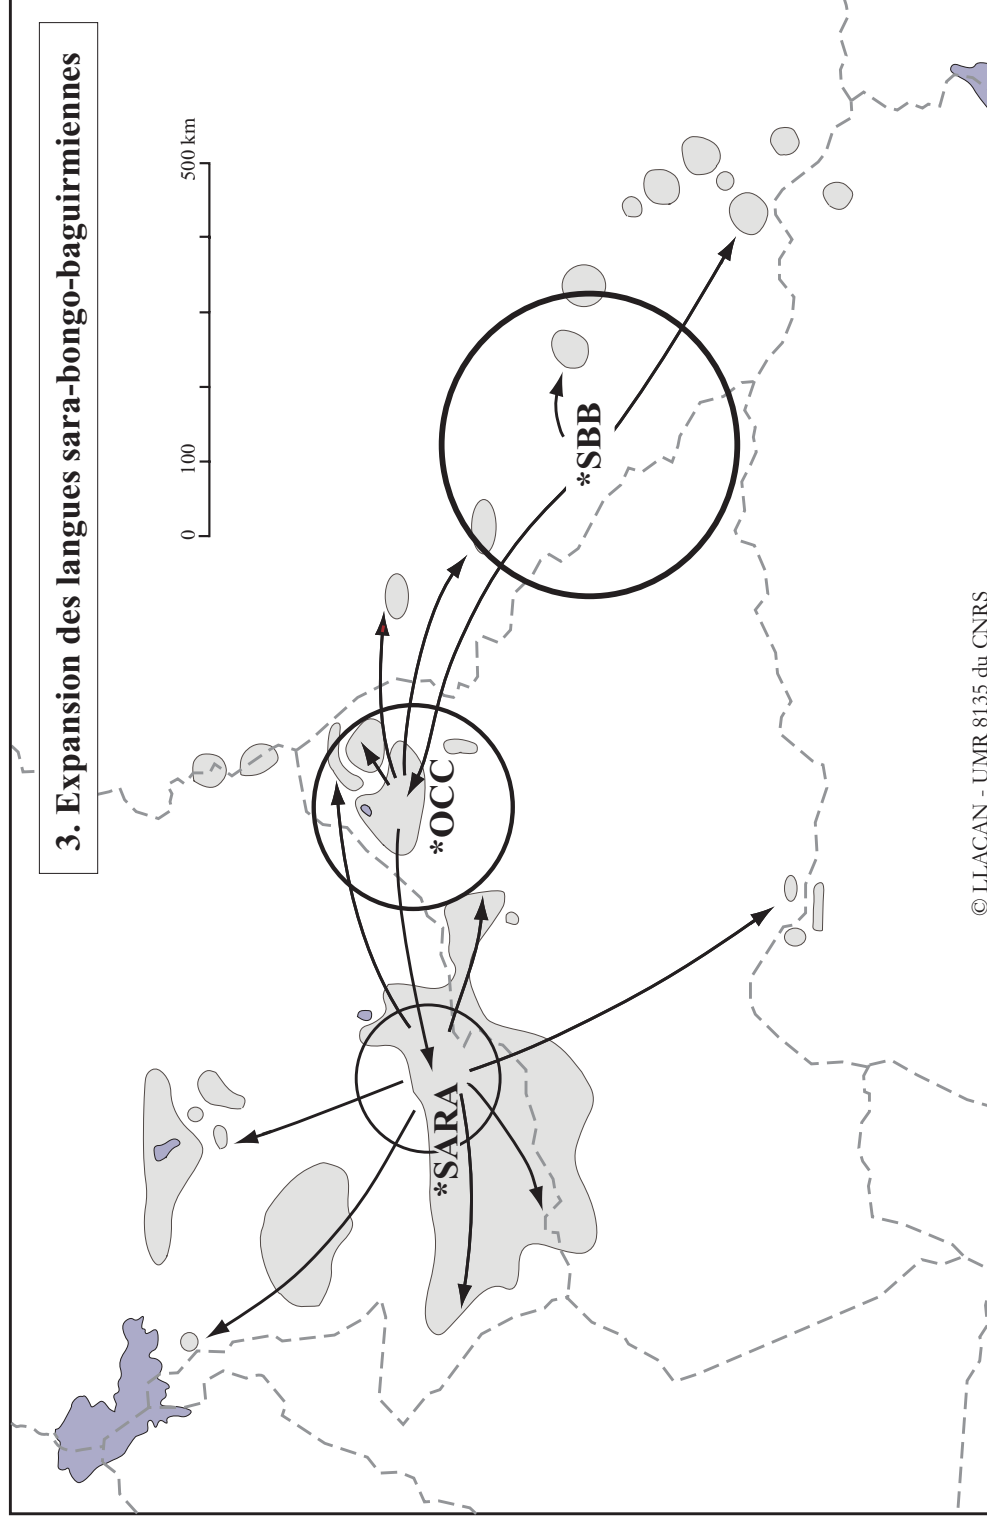 3. Expansion des langues sara-bongo-baguirmiennes
0 100 500 km
*SBB
*OCC
*SARA
© LLACAN - UMR 8135 du CNRS